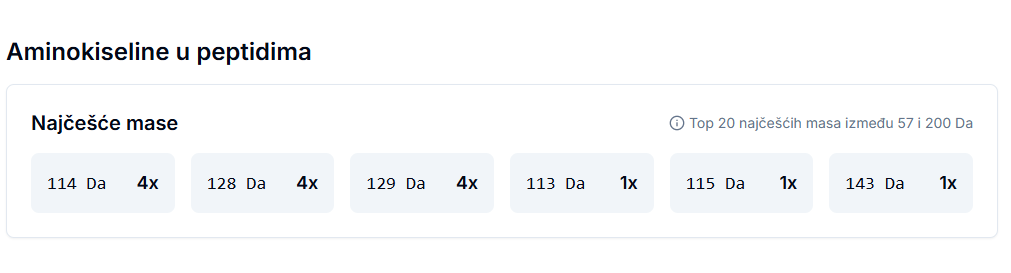 Aminokiseline u peptidima
Najčešće mase
Top 20 najčešćih masa između 57 i 200 Da
114 Da 4x 128 Da 4x 129 Da 4x 113 Da 1x 115 Da 1x 143 Da 1x